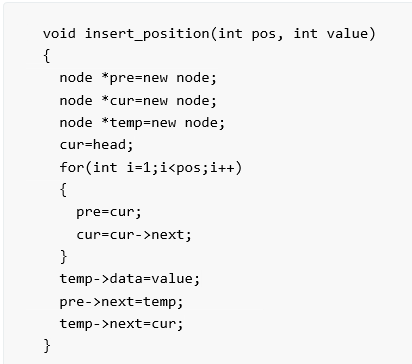 void insert_position(int pos, int value)
{
  node *pre=new node;
  node *cur=new node;
  node *temp=new node;
  cur=head;
  for(int i=1;i<pos;i++)
  {
    pre=cur;
    cur=cur->next;
  }
  temp->data=value;
  pre->next=temp;
  temp->next=cur;
}